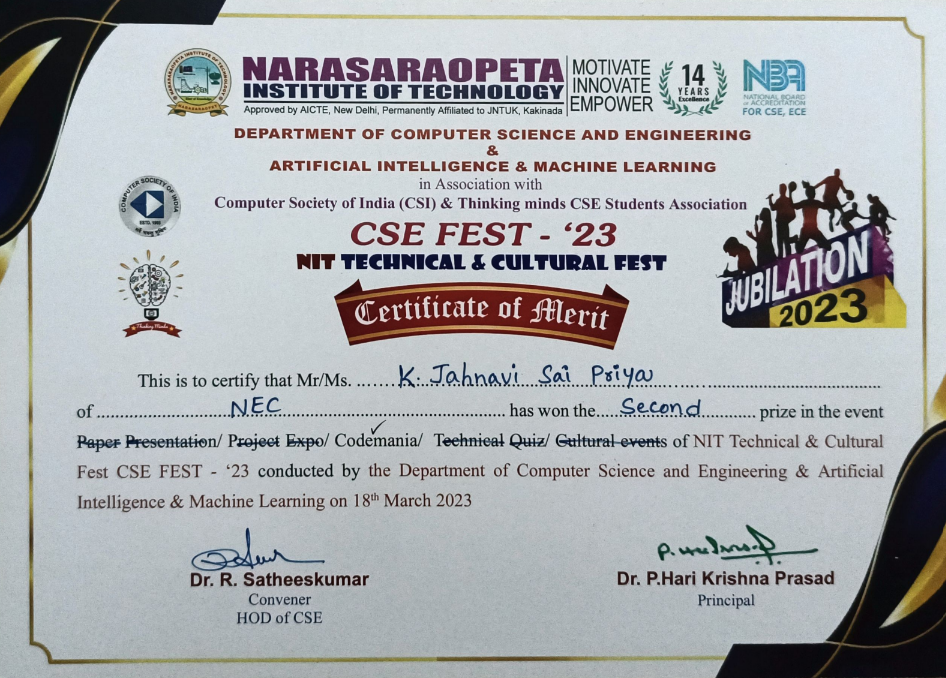 NARASARAOPETA
INSTITUTE OF TECHNOLOGY
Approved by AICTE, New Delhi, Permanently Affiliated to JNTUK, Kakinada
MOTIVATE
INNOVATE
EMPOWER
14
YEARS
Excellence
NBA
NATIONAL BOARD
of ACCREDITATION
FOR CSE, ECE
DEPARTMENT OF COMPUTER SCIENCE AND ENGINEERING
&
ARTIFICIAL INTELLIGENCE & MACHINE LEARNING
in Association with
Computer Society of India (CSI) & Thinking minds CSE Students Association
COMPUTER SOCIETY OF INDIA
ESTD. 1965
CSE FEST - ‘23
NIT TECHNICAL & CULTURAL FEST
Certificate of Merit
Thinking Minds
JUBILATION
2023
This is to certify that Mr/Ms. ...... K. Jahnavi Sai Priya ......
of ...... NEC ...... has won the.... Second ...... prize in the event
Paper Presentation/ Project Expo/ Codemania/ Technical Quiz/ Cultural events of NIT Technical & Cultural
Fest CSE FEST - ‘23 conducted by the Department of Computer Science and Engineering & Artificial
Intelligence & Machine Learning on 18th March 2023
Dr. R. Satheeskumar
Convener
HOD of CSE
Dr. P.Hari Krishna Prasad
Principal